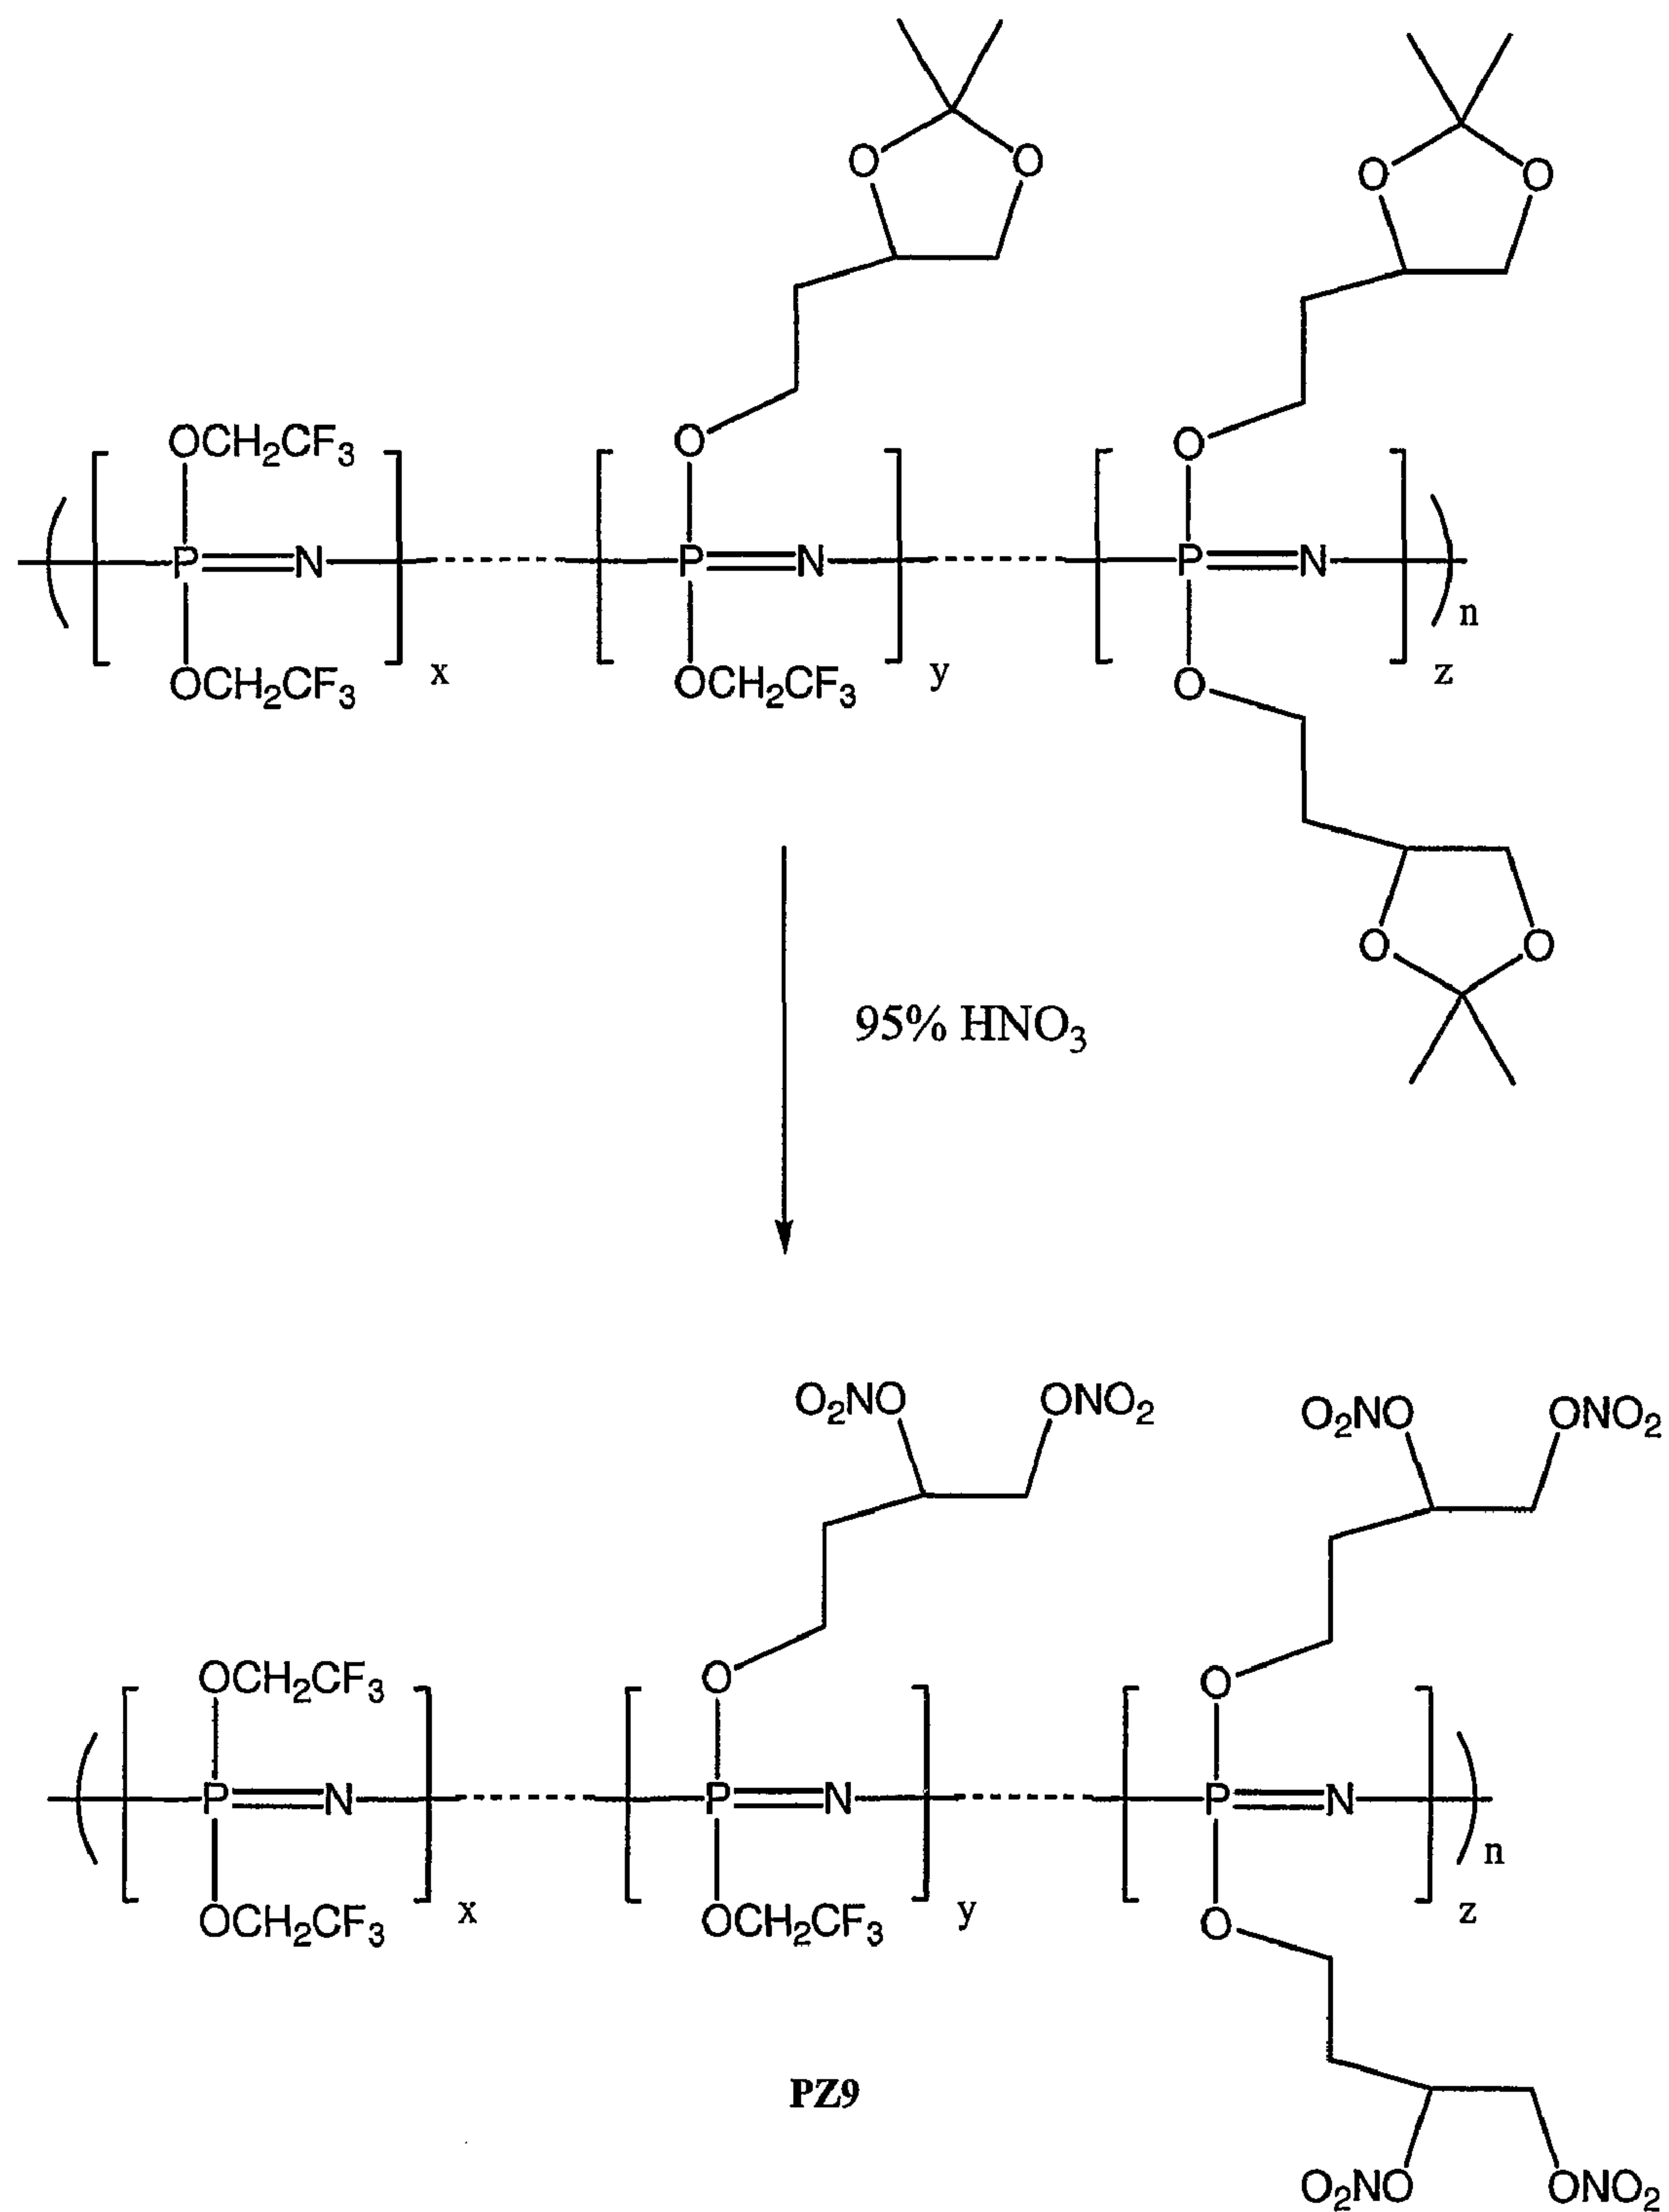 O O O O
OCH₂CF₃ O O
P N P N P N n
OCH₂CF₃ x OCH₂CF₃ y O z
O O
95% HNO₃
O₂NO ONO₂ O₂NO ONO₂
OCH₂CF₃ O O
P N P N P N n
OCH₂CF₃ x OCH₂CF₃ y O z
PZ9
O₂NO ONO₂